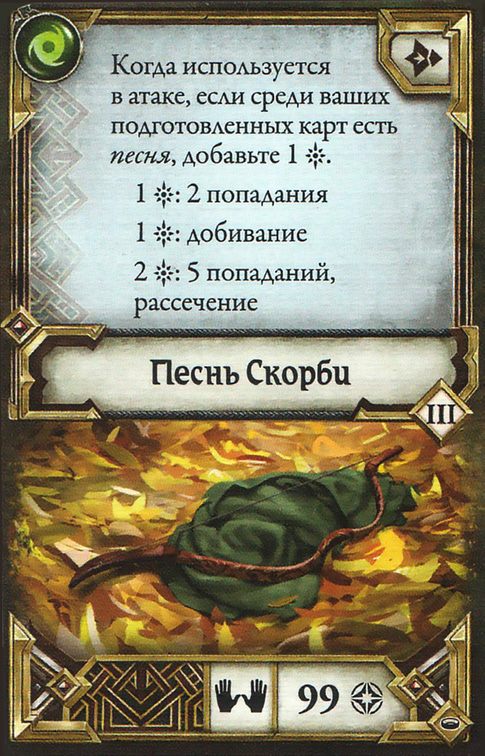 Когда используется
в атаке, если среди ваших
подготовленных карт есть
песня, добавьте 1 .
1 : 2 попадания
1 : добивание
2 : 5 попаданий,
рассечение
Песнь Скорби
III
99